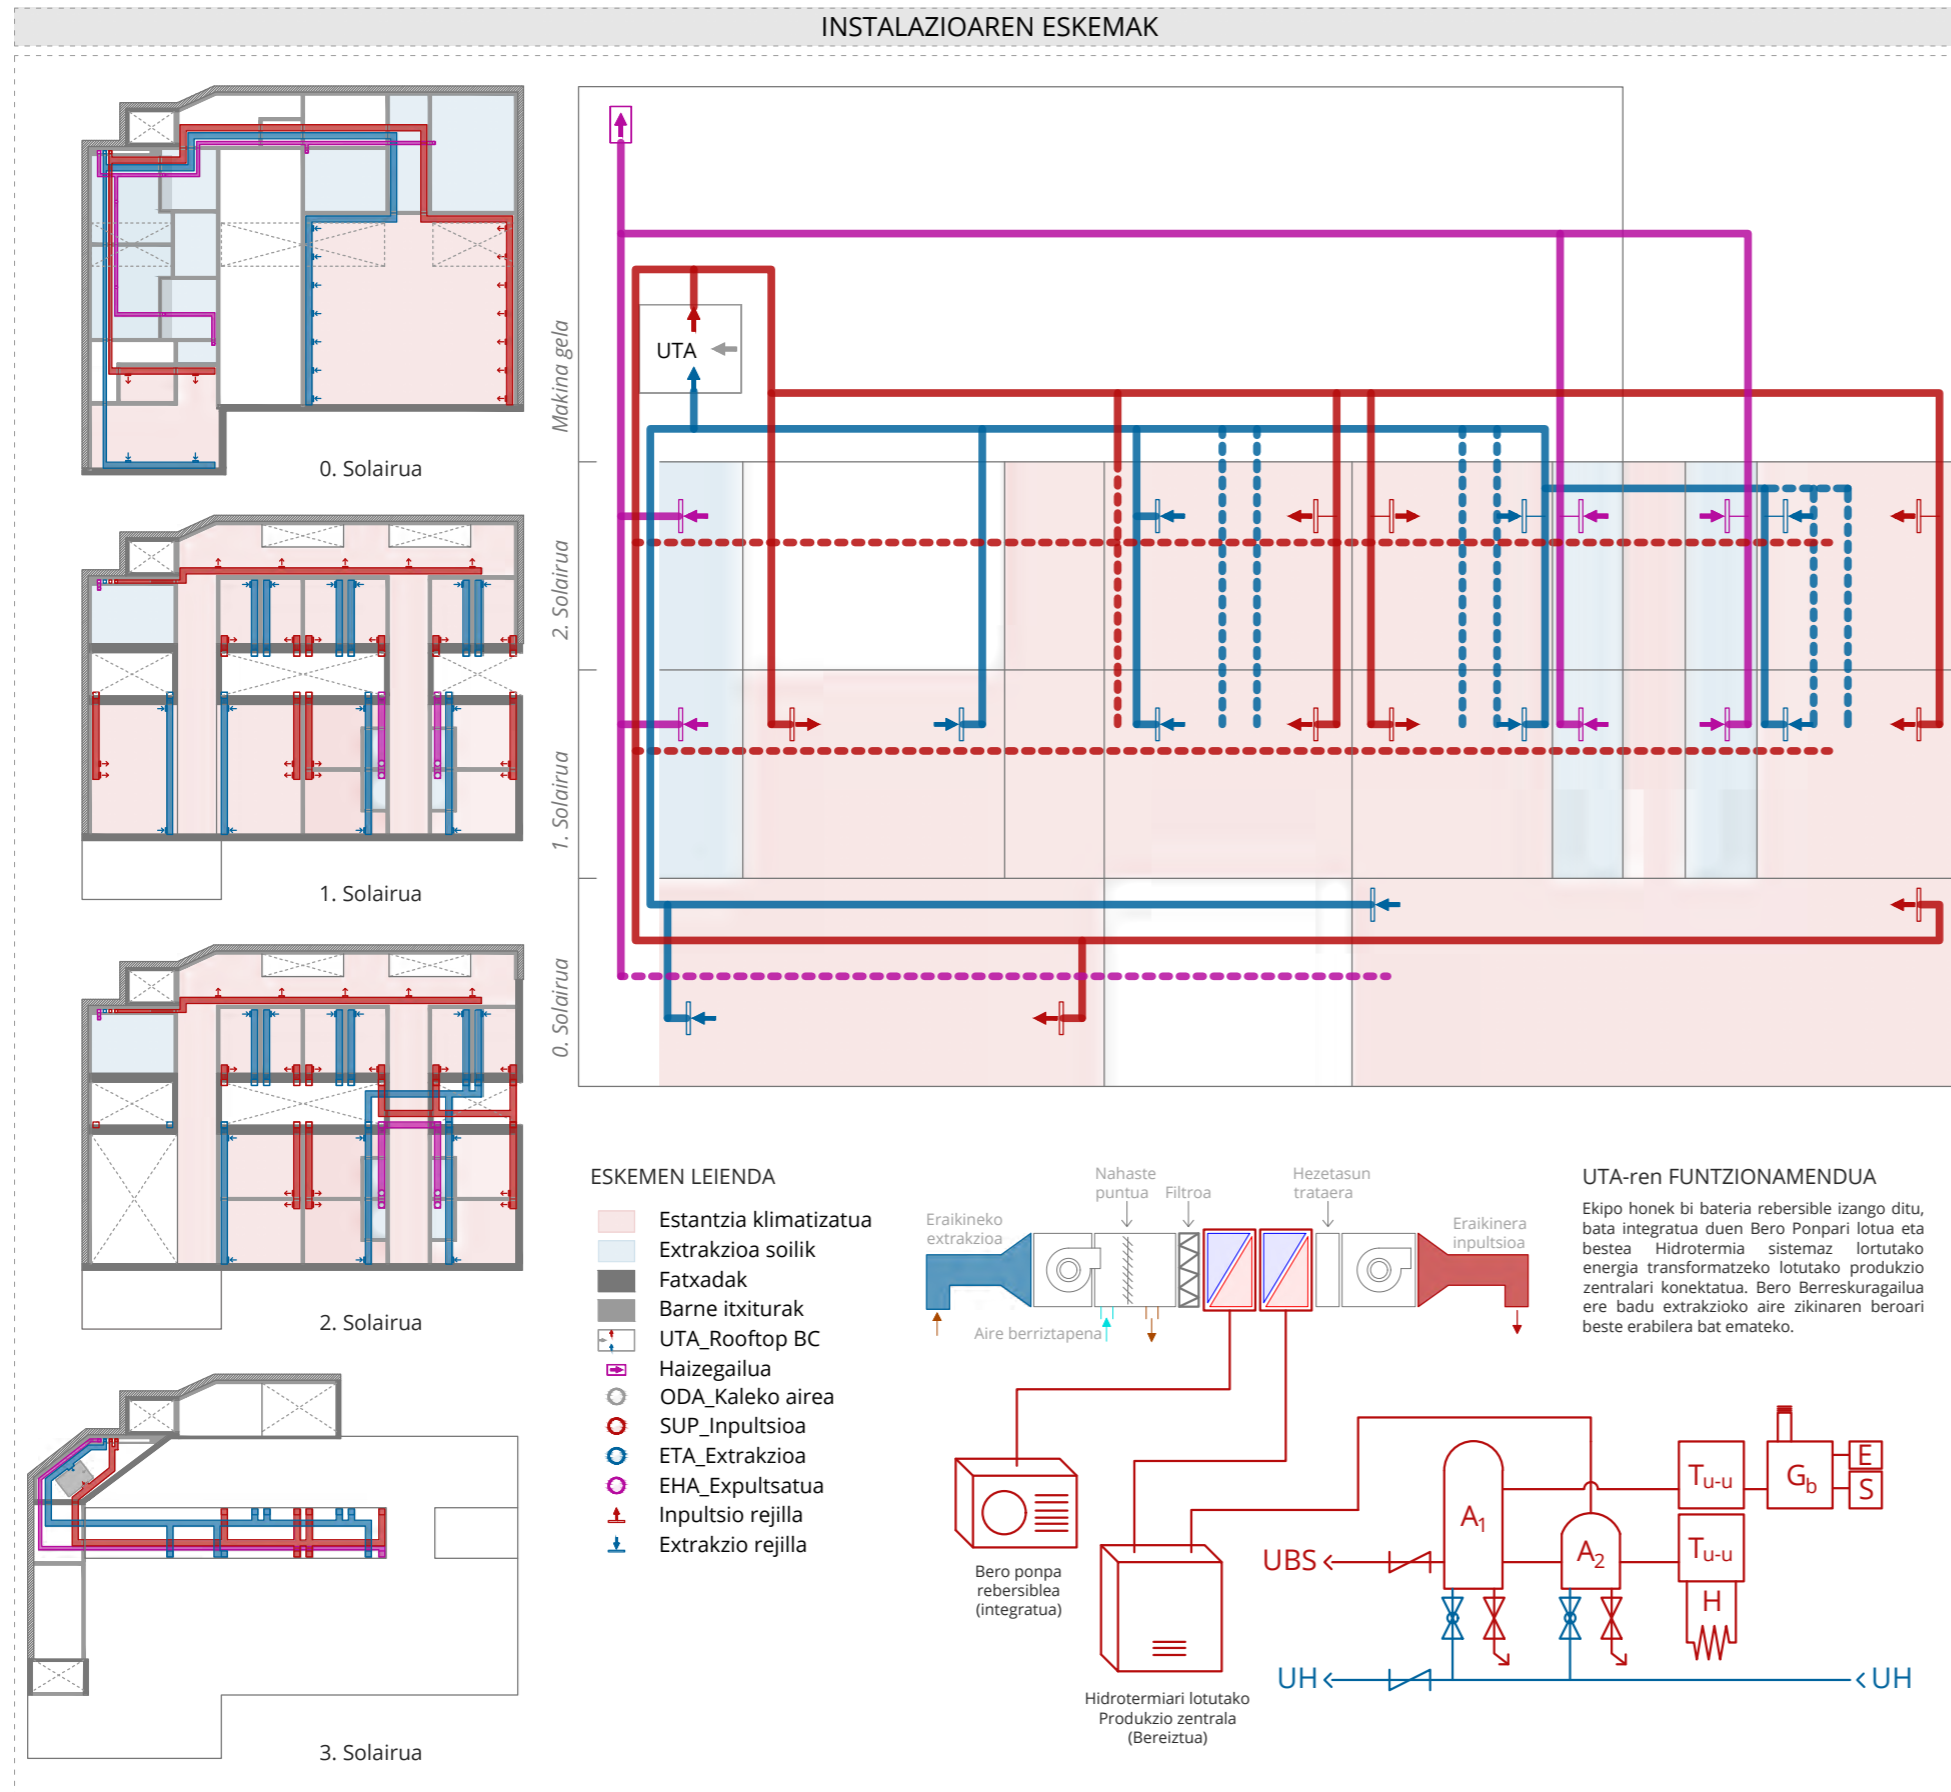 INSTALAZIOAREN ESKEMAK
0. Solairua
1. Solairua
2. Solairua
3. Solairua
Makina gela
2. Solairua
1. Solairua
0. Solairua
UTA
ESKEMEN LEIENDA
Estantzia klimatizatua
Extrakzioa soilik
Fatxadak
Barne itxiturak
UTA_Rooftop BC
Haizegailua
ODA_Kaleko airea
SUP_Inpultsioa
ETA_Extrakzioa
EHA_Expultsatua
Inpultsio rejilla
Extrakzio rejilla
Eraikineko
extrakzioa
Nahaste
puntua
Filtroa
Hezetasun
trataera
Eraikinera
inpultsioa
Aire berriztapena
Bero ponpa
rebersiblea
(integratua)
Hidrotermiari lotutako
Produkzio zentrala
(Bereiztua)
UTA-ren FUNTZIONAMENDUA
Ekipo honek bi bateria rebersible izango ditu,
bata integratua duen Bero Ponpari lotua eta
bestea Hidrotermia sistemaz lortutako
energia transformatzeko lotutako produkzio
zentralari konektatua. Bero Berreskuragailua
ere badu extrakzioko aire zikinaren beroari
beste erabilera bat emateko.
A1
A2
Tu-u
Gb
E
S
Tu-u
H
UBS
UH
UH